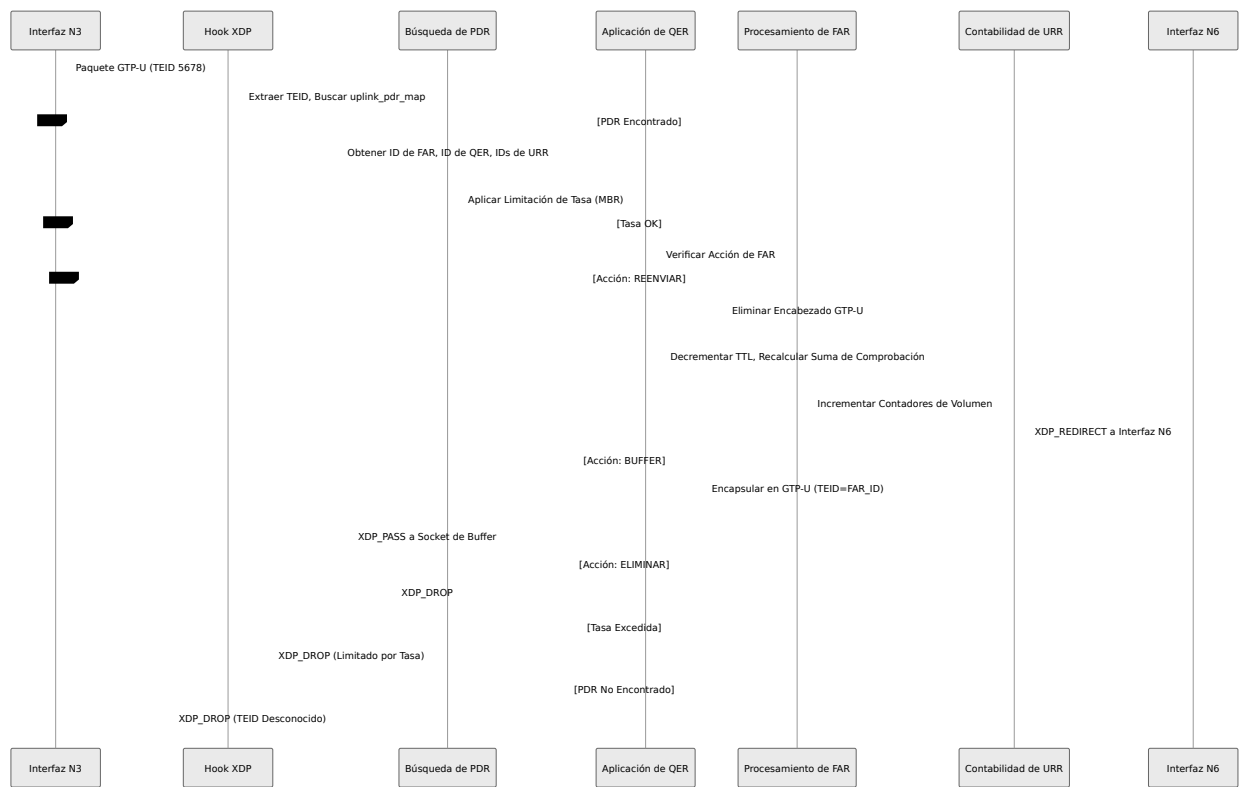 Interfaz N3
Hook XDP
Búsqueda de PDR
Aplicación de QER
Procesamiento de FAR
Contabilidad de URR
Interfaz N6
Paquete GTP-U (TEID 5678)
Extraer TEID, Buscar uplink_pdr_map
[PDR Encontrado]
Obtener ID de FAR, ID de QER, IDs de URR
Aplicar Limitación de Tasa (MBR)
[Tasa OK]
Verificar Acción de FAR
[Acción: REENVIAR]
Eliminar Encabezado GTP-U
Decrementar TTL, Recalcular Suma de Comprobación
Incrementar Contadores de Volumen
XDP_REDIRECT a Interfaz N6
[Acción: BUFFER]
Encapsular en GTP-U (TEID=FAR_ID)
XDP_PASS a Socket de Buffer
[Acción: ELIMINAR]
XDP_DROP
[Tasa Excedida]
XDP_DROP (Limitado por Tasa)
[PDR No Encontrado]
XDP_DROP (TEID Desconocido)
Interfaz N3
Hook XDP
Búsqueda de PDR
Aplicación de QER
Procesamiento de FAR
Contabilidad de URR
Interfaz N6